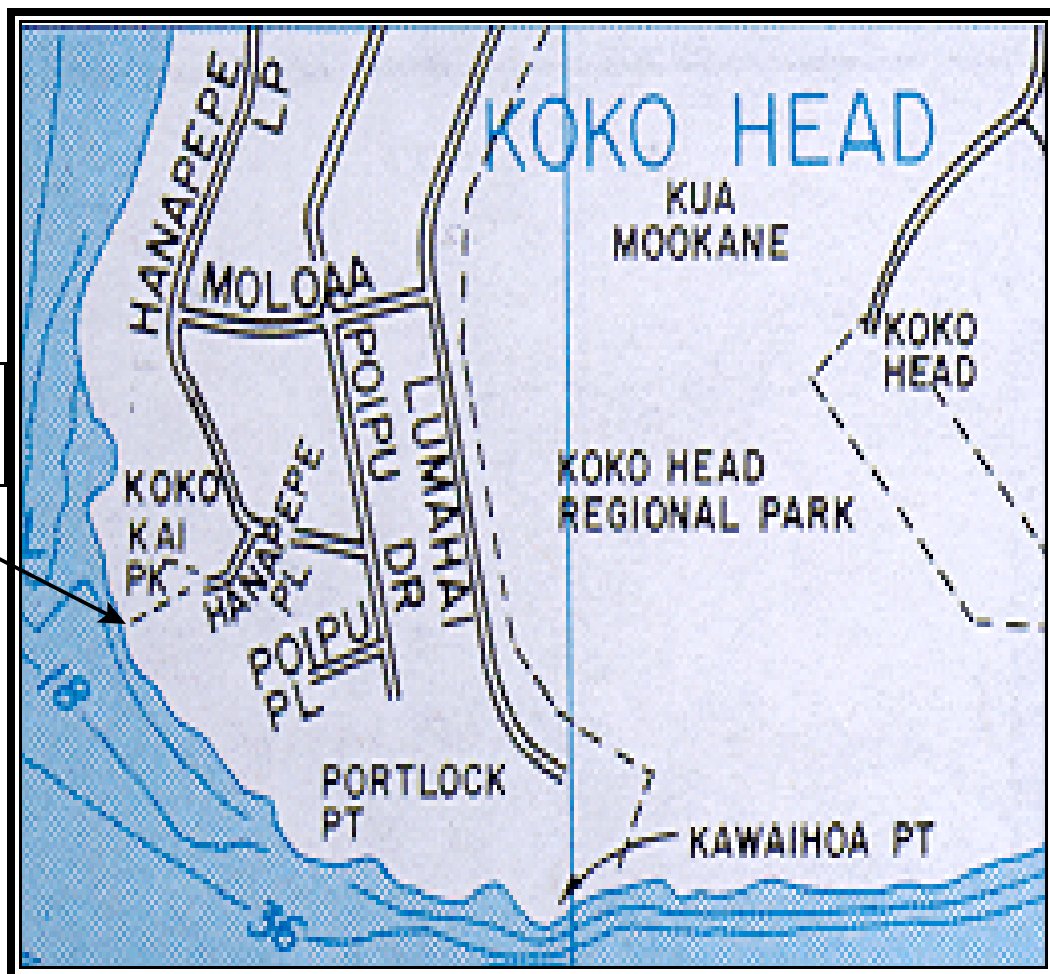 HANAPEPE
LP
KOKO HEAD
KUA
MOOKANE
MOLOAA
KOKO
HEAD
POIPU
DR
LUMAHAI
KOKO HEAD
REGIONAL PARK
KOKO
KAI
PK
HANAPEPE
PL
POIPU
PL
18
PORTLOCK
PT
KAWAIHOA PT
36